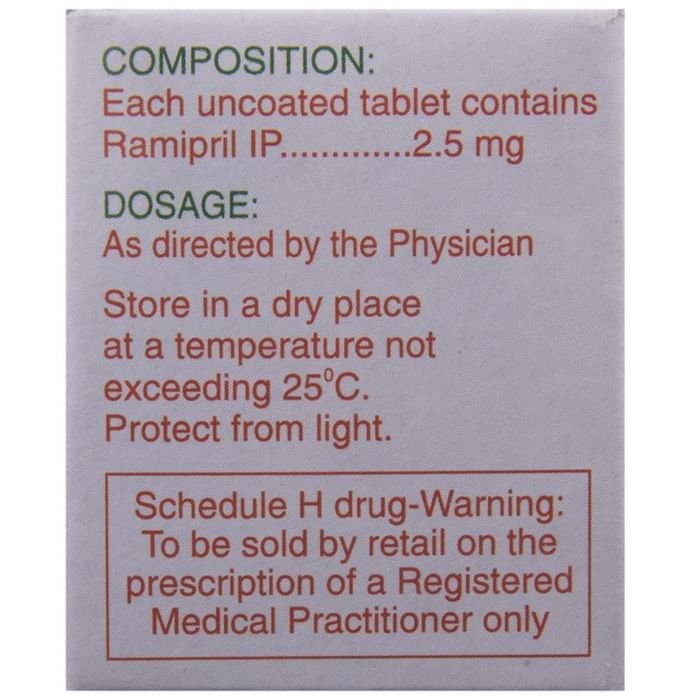 COMPOSITION:
Each uncoated tablet contains
Ramipril IP.............2.5 mg
DOSAGE:
As directed by the Physician
Store in a dry place
at a temperature not
exceeding 25⁰C.
Protect from light.
Schedule H drug-Warning:
To be sold by retail on the
prescription of a Registered
Medical Practitioner only